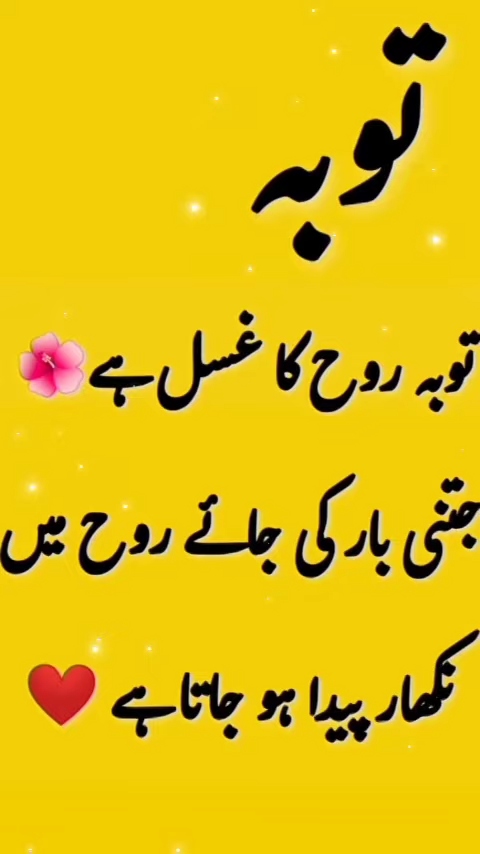 توبہ
توبہ روح کا غسل ہے🌺
جتنی بار کی جائے روح میں
نکھار پیدا ہو جاتا ہے ❤️